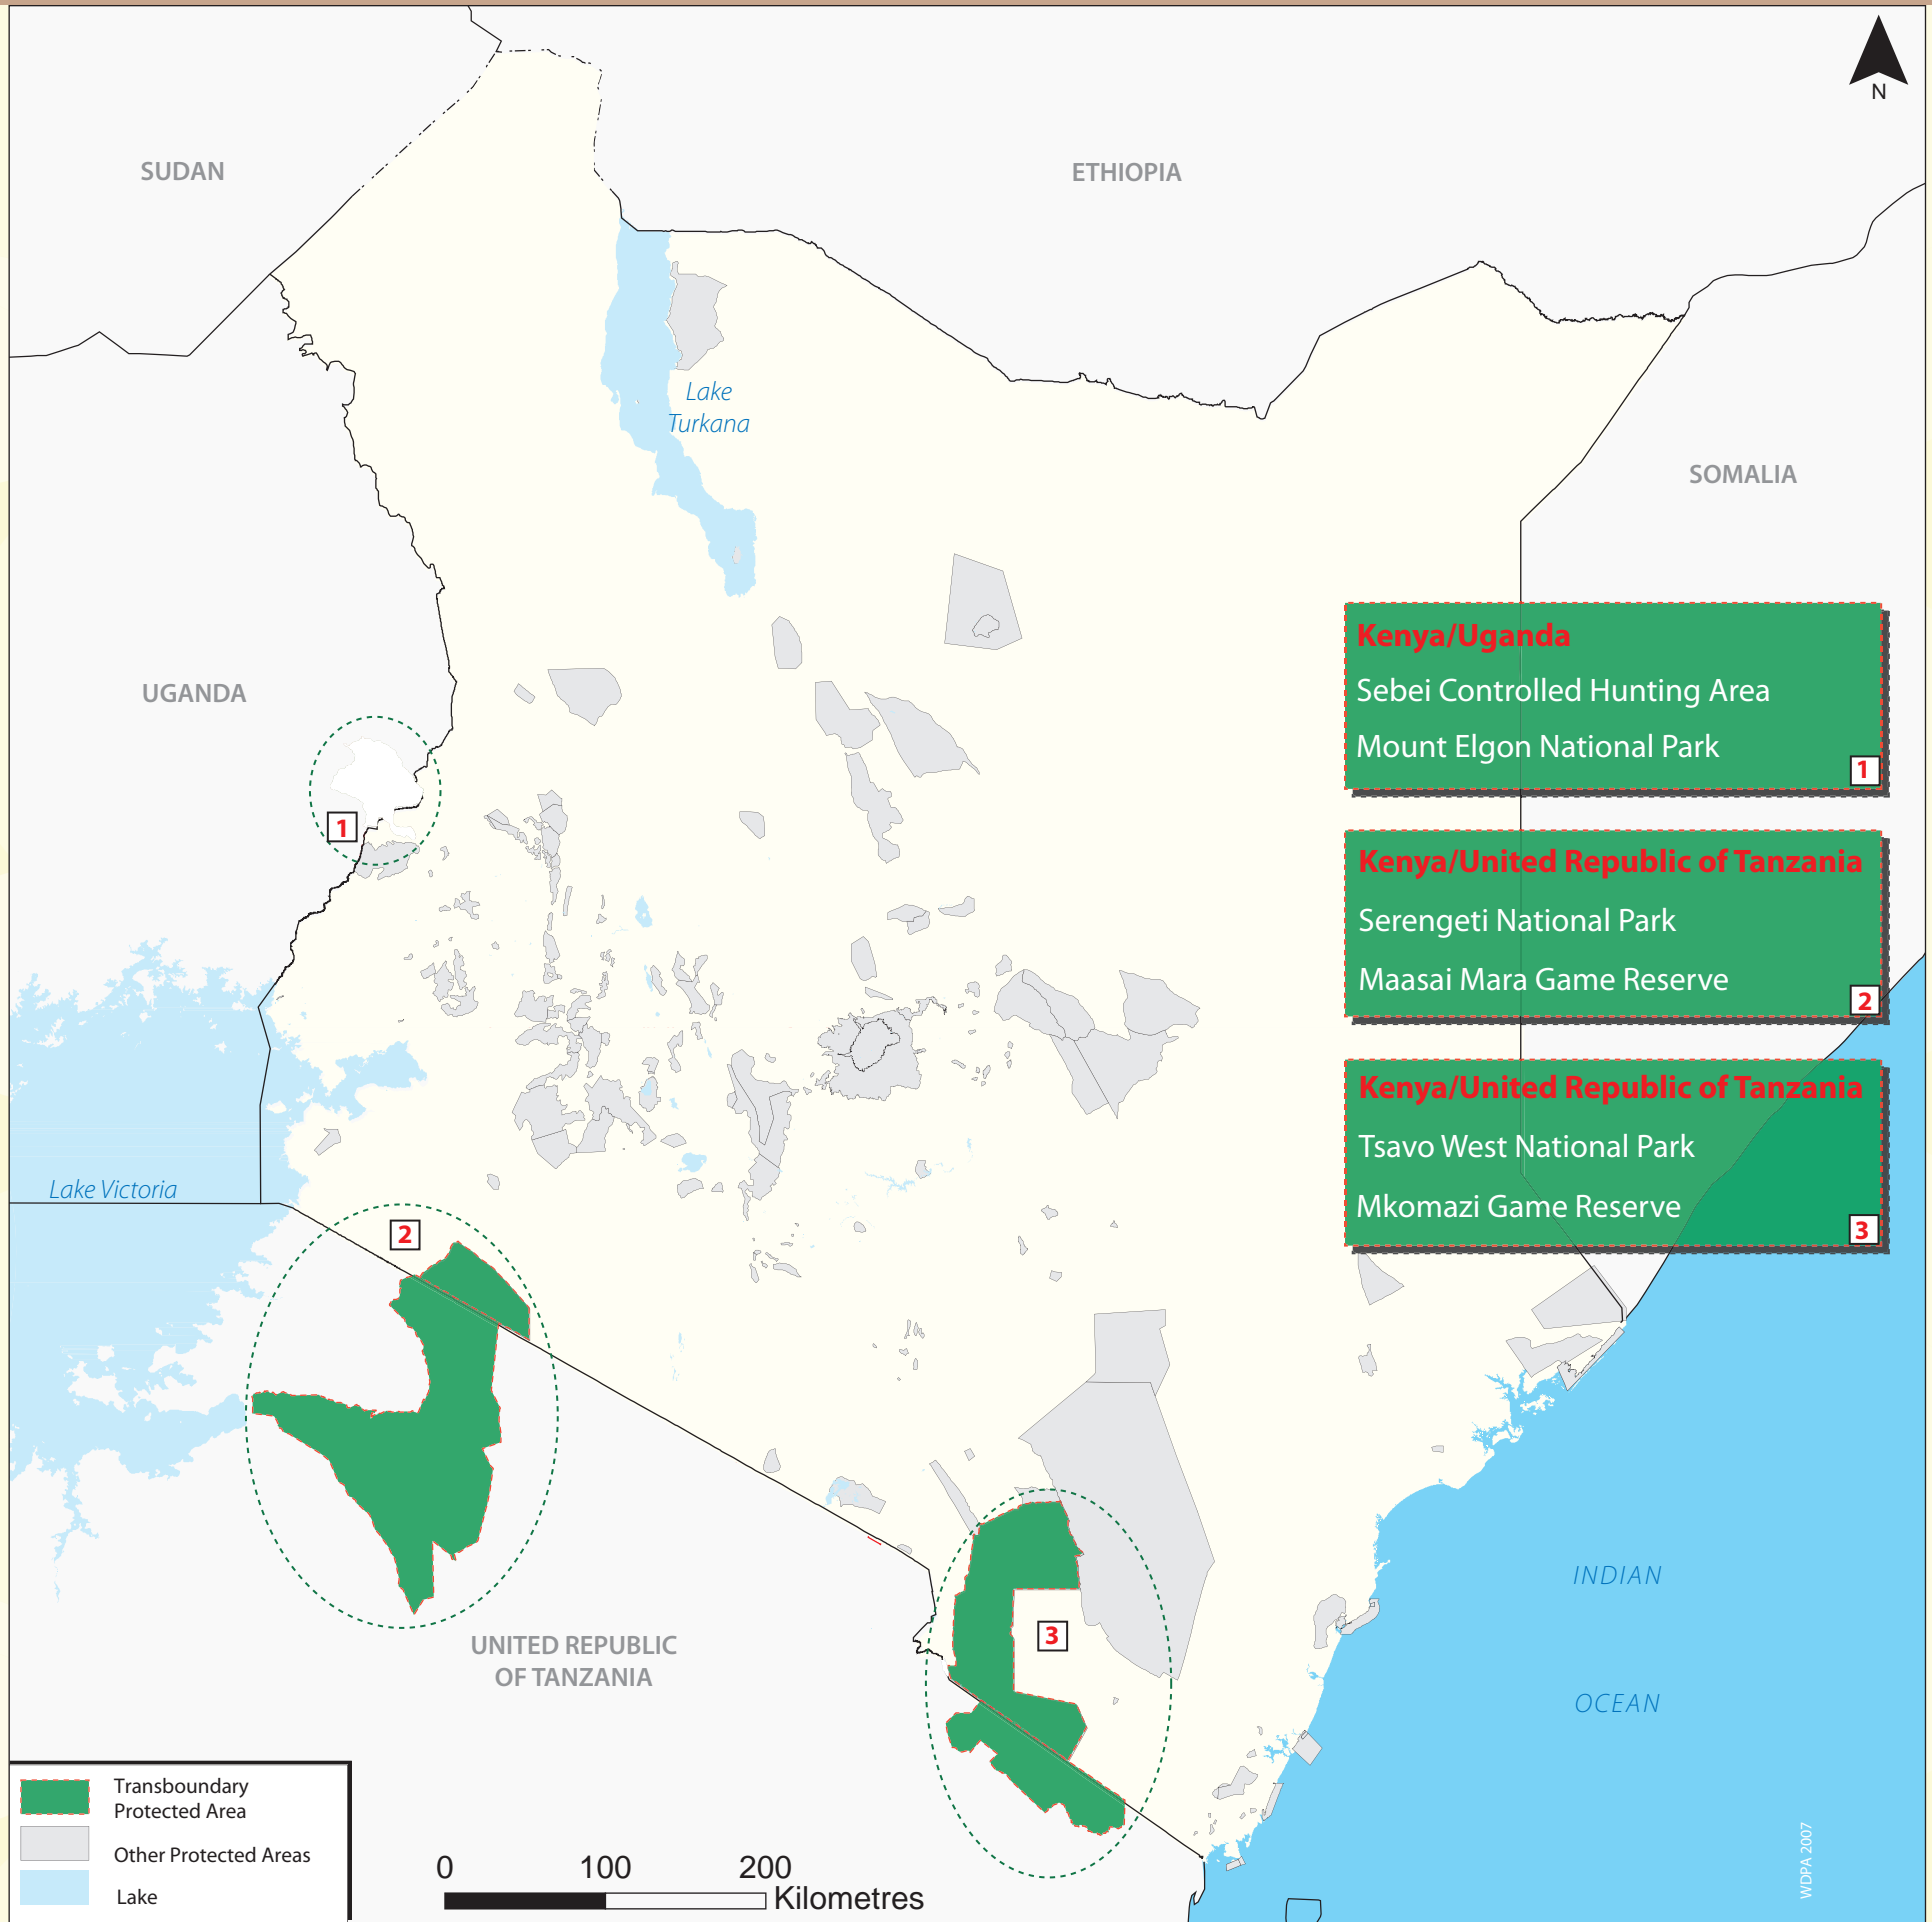 N
SUDAN
ETHIOPIA
Lake
Turkana
SOMALIA
UGANDA
1
Kenya/Uganda
Sebei Controlled Hunting Area
Mount Elgon National Park
1
Kenya/United Republic of Tanzania
Serengeti National Park
Maasai Mara Game Reserve
2
Kenya/United Republic of Tanzania
Tsavo West National Park
Mkomazi Game Reserve
3
Lake Victoria
2
3
INDIAN
OCEAN
UNITED REPUBLIC
OF TANZANIA
Transboundary
Protected Area
Other Protected Areas
Lake
0 100 200
Kilometres
WDPA 2007